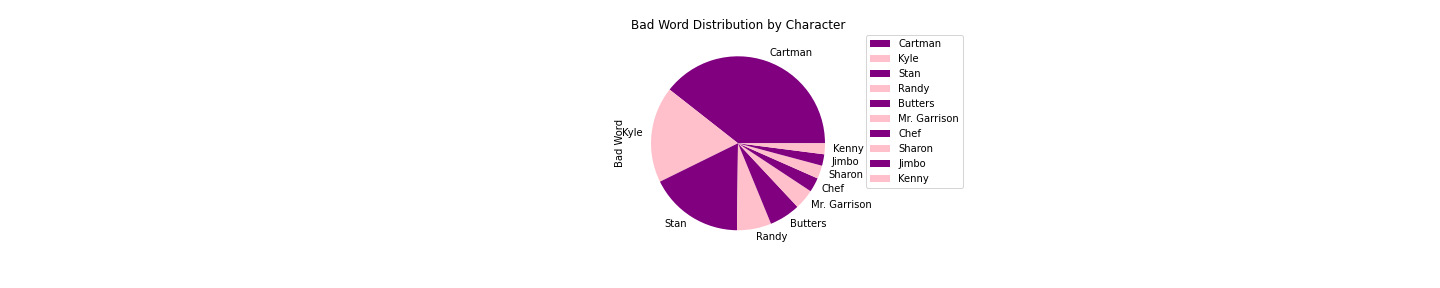 Bad Word Distribution by Character
Cartman
Kyle
Stan
Randy
Butters
Mr. Garrison
Chef
Sharon
Jimbo
Kenny
Bad Word
Cartman
Kyle
Stan
Randy
Butters
Mr. Garrison
Chef
Sharon
Jimbo
Kenny